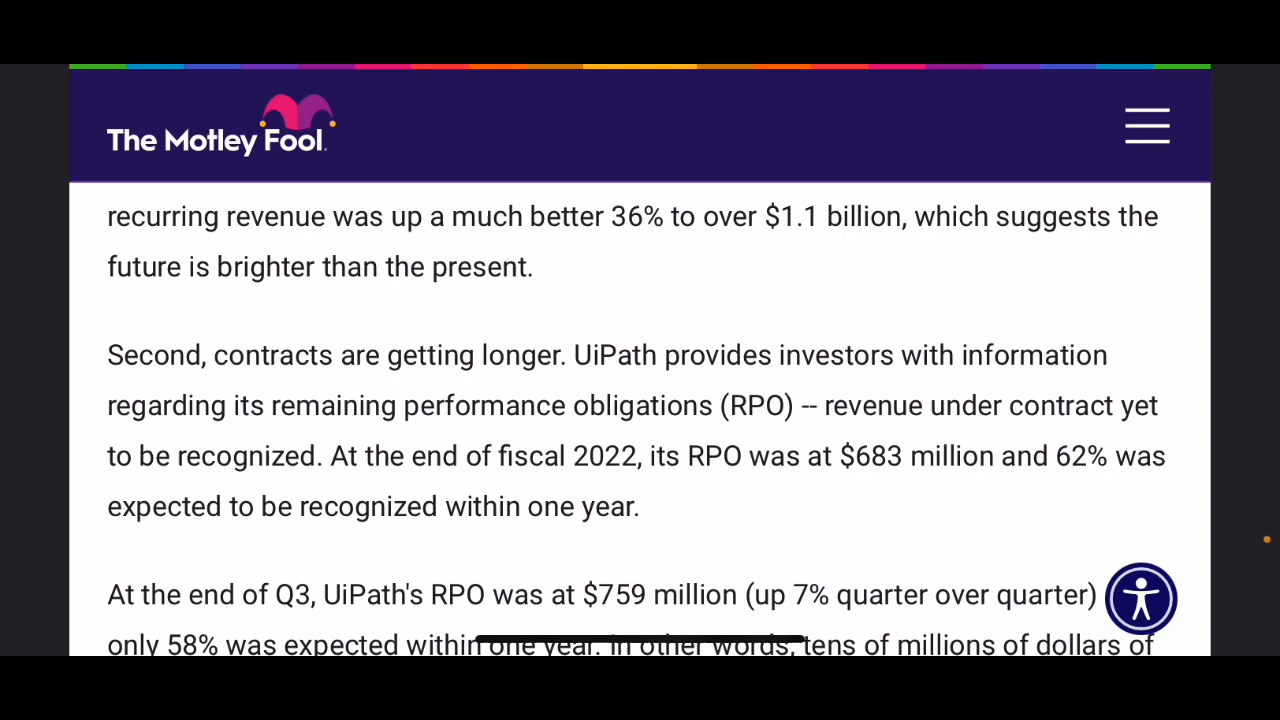 The Motley Fool.
recurring revenue was up a much better 36% to over $1.1 billion, which suggests the
future is brighter than the present.
Second, contracts are getting longer. UiPath provides investors with information
regarding its remaining performance obligations (RPO) -- revenue under contract yet
to be recognized. At the end of fiscal 2022, its RPO was at $683 million and 62% was
expected to be recognized within one year.
At the end of Q3, UiPath's RPO was at $759 million (up 7% quarter over quarter)
only 58% was expected within one year. In other words, tens of millions of dollars of